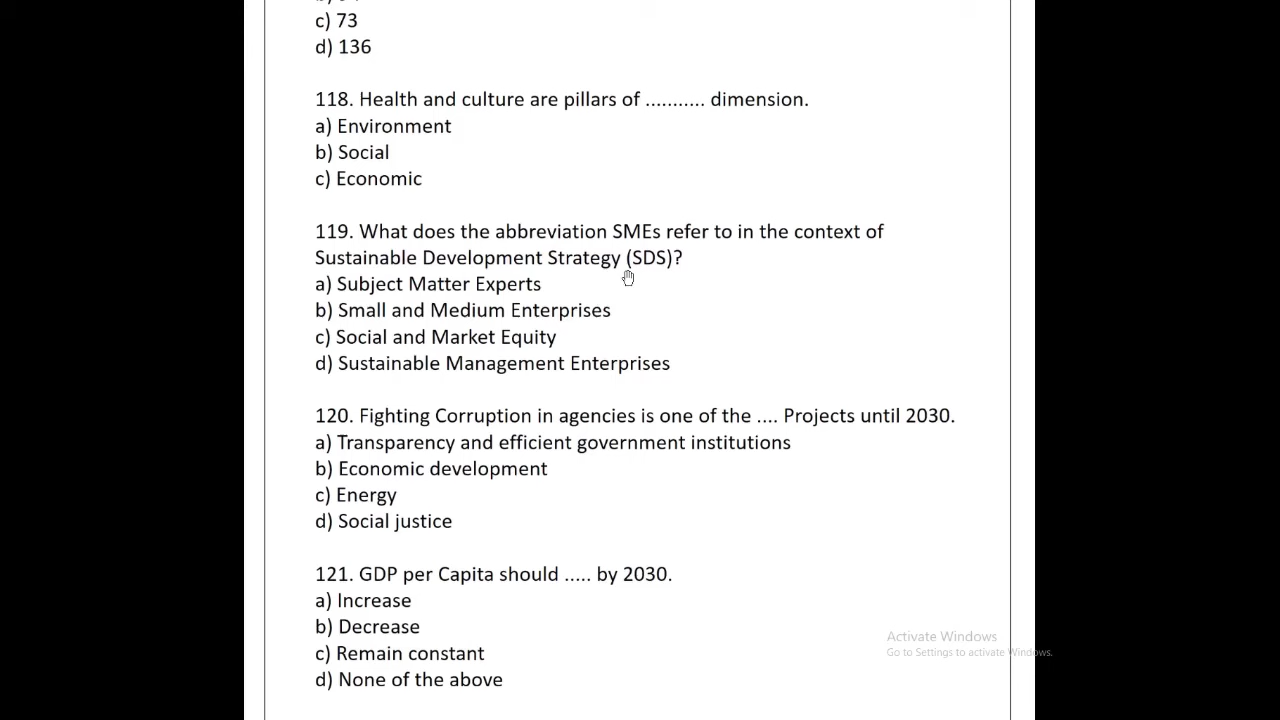 c) 73
d) 136
118. Health and culture are pillars of ........... dimension.
a) Environment
b) Social
c) Economic
119. What does the abbreviation SMEs refer to in the context of
Sustainable Development Strategy (SDS)?
a) Subject Matter Experts
b) Small and Medium Enterprises
c) Social and Market Equity
d) Sustainable Management Enterprises
120. Fighting Corruption in agencies is one of the .... Projects until 2030.
a) Transparency and efficient government institutions
b) Economic development
c) Energy
d) Social justice
121. GDP per Capita should ..... by 2030.
a) Increase
b) Decrease
c) Remain constant
d) None of the above
Activate Windows
Go to Settings to activate Windows.